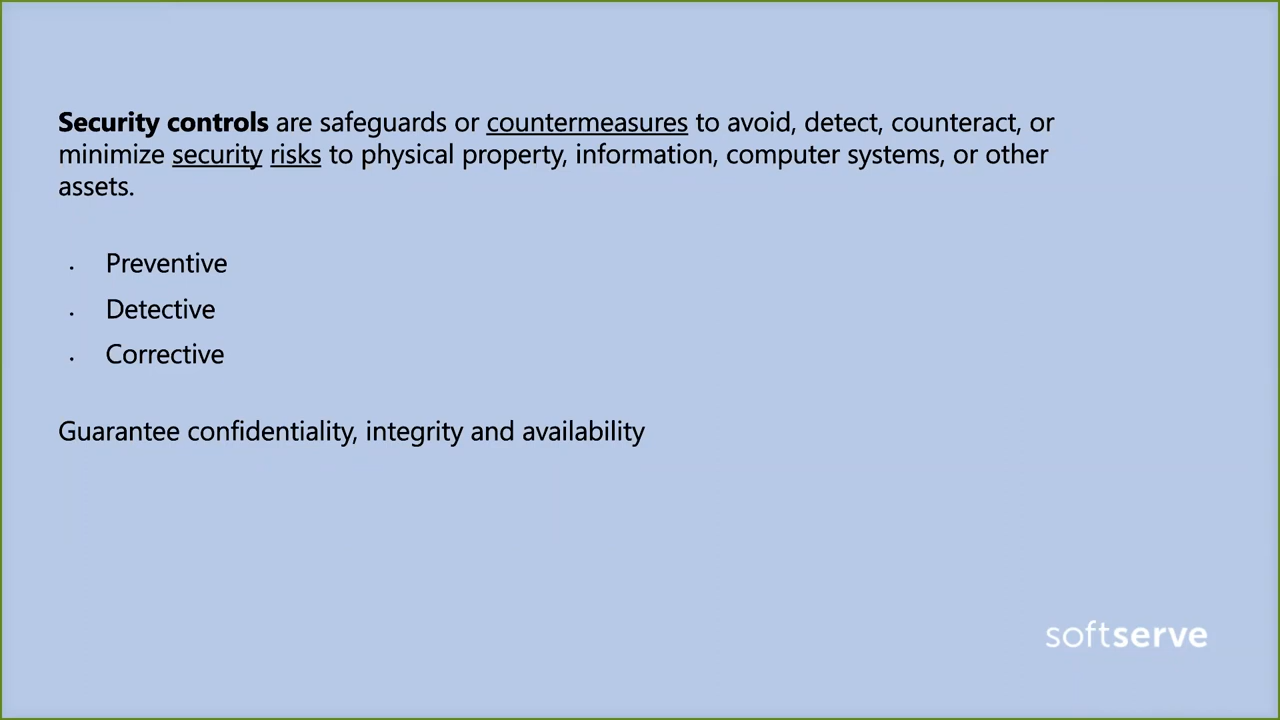 Security controls are safeguards or countermeasures to avoid, detect, counteract, or
minimize security risks to physical property, information, computer systems, or other
assets.
• Preventive
• Detective
• Corrective
Guarantee confidentiality, integrity and availability
softserve